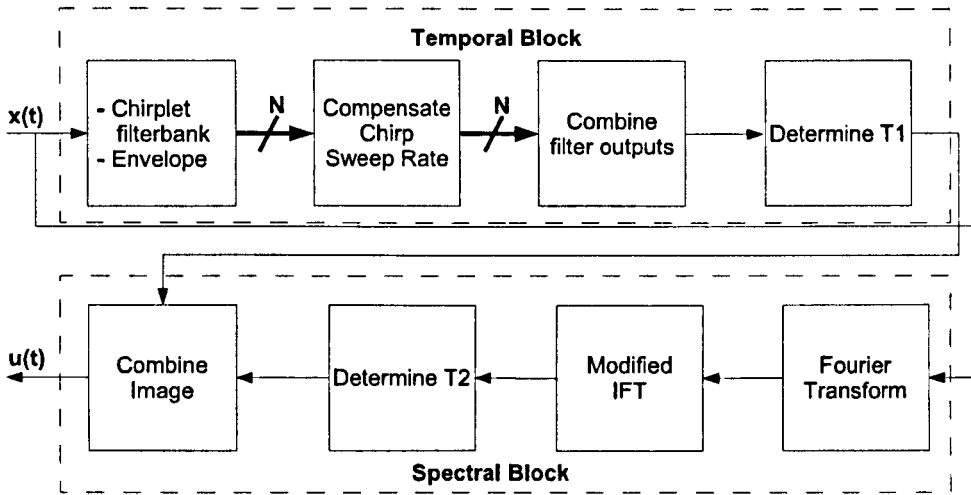 Temporal Block
x(t)
- Chirplet
filterbank
- Envelope
N
Compensate
Chirp
Sweep Rate
N
Combine
filter outputs
Determine T1
u(t)
Combine
Image
Determine T2
Modified
IFT
Fourier
Transform
Spectral Block